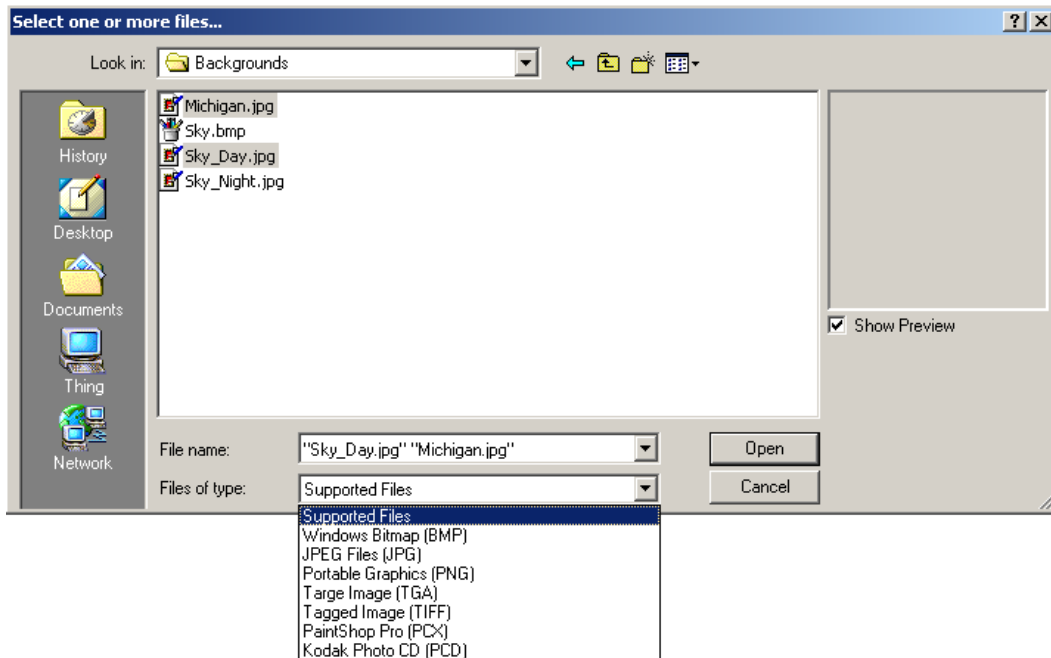 Select one or more files...
Look in: Backgrounds
Michigan.jpg
Sky.bmp
Sky_Day.jpg
Sky_Night.jpg
History
Desktop
Documents
Thing
Network
Show Preview
File name: "Sky_Day.jpg" "Michigan.jpg" Open
Files of type: Supported Files Cancel
Supported Files
Windows Bitmap (BMP)
JPEG Files (JPG)
Portable Graphics (PNG)
Targe Image (TGA)
Tagged Image (TIFF)
PaintShop Pro (PCX)
Kodak Photo CD (PCD)